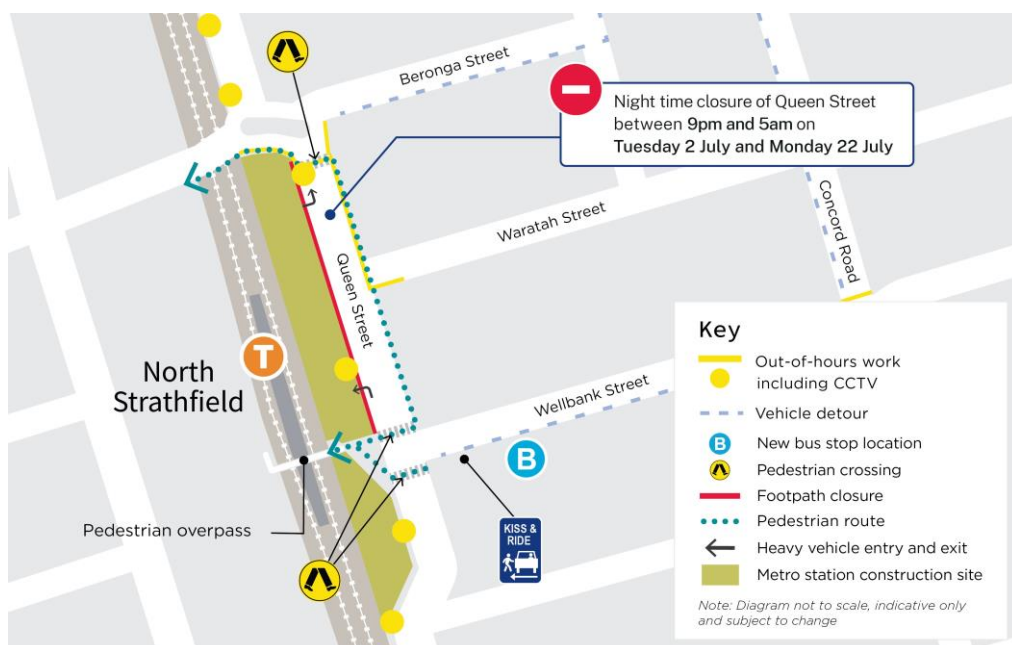 Beronga Street
Night time closure of Queen Street
between 9pm and 5am on
Tuesday 2 July and Monday 22 July
Waratah Street
Concord Road
Queen Street
T
North
Strathfield
Wellbank Street
B
Pedestrian overpass
KISS &
RIDE
Key
Out-of-hours work
including CCTV
Vehicle detour
B
New bus stop location
Pedestrian crossing
Footpath closure
Pedestrian route
Heavy vehicle entry and exit
Metro station construction site
Note: Diagram not to scale, indicative only
and subject to change